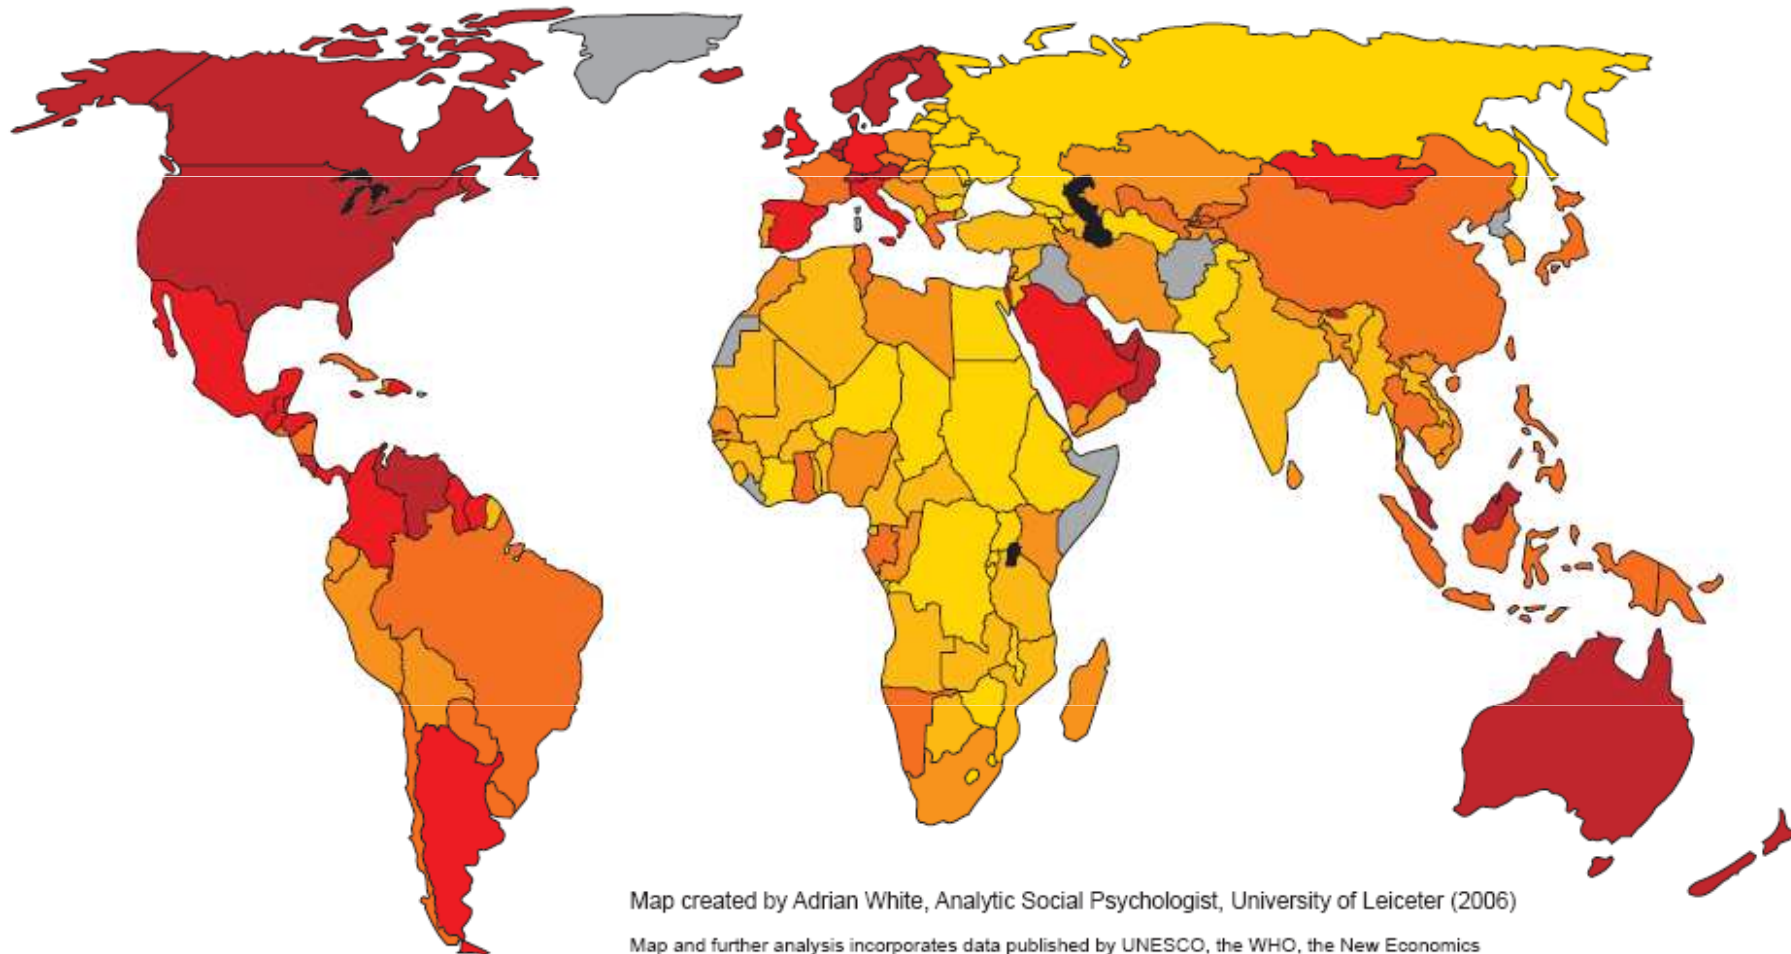 Map created by Adrian White, Analytic Social Psychologist, University of Leiceter (2006)
Map and further analysis incorporates data published by UNESCO, the WHO, the New Economics